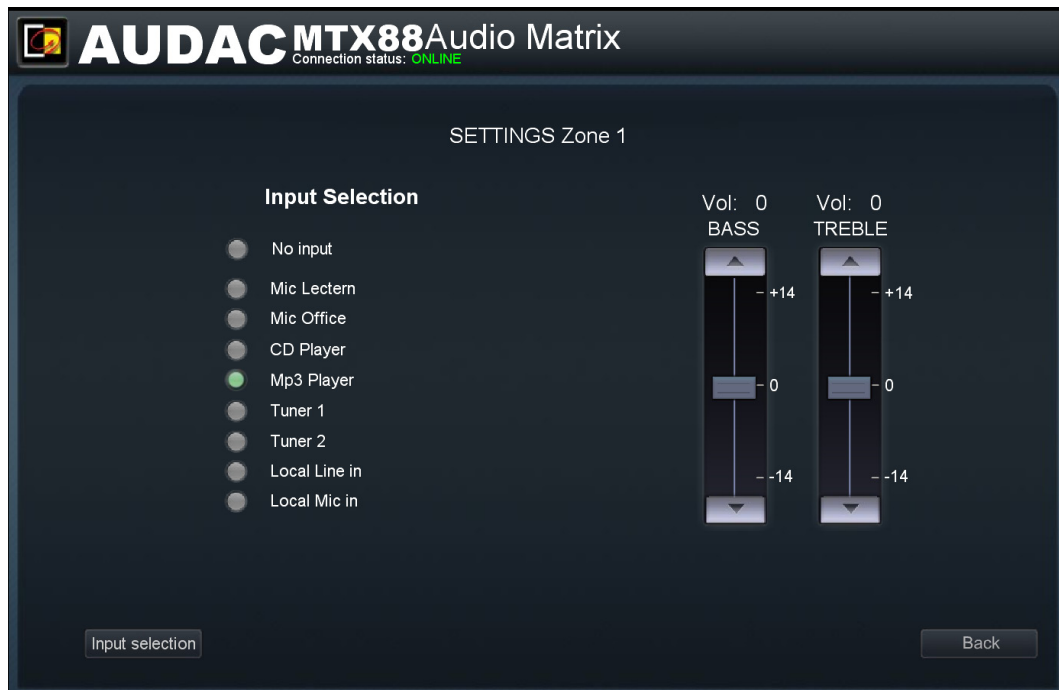 AUDAC MTX88 Audio Matrix
Connection status: ONLINE
SETTINGS Zone 1
Input Selection
No input
Mic Lectern
Mic Office
CD Player
Mp3 Player
Tuner 1
Tuner 2
Local Line in
Local Mic in
Vol: 0 Vol: 0
BASS TREBLE
+14 +14
0 0
-14 -14
Input selection Back